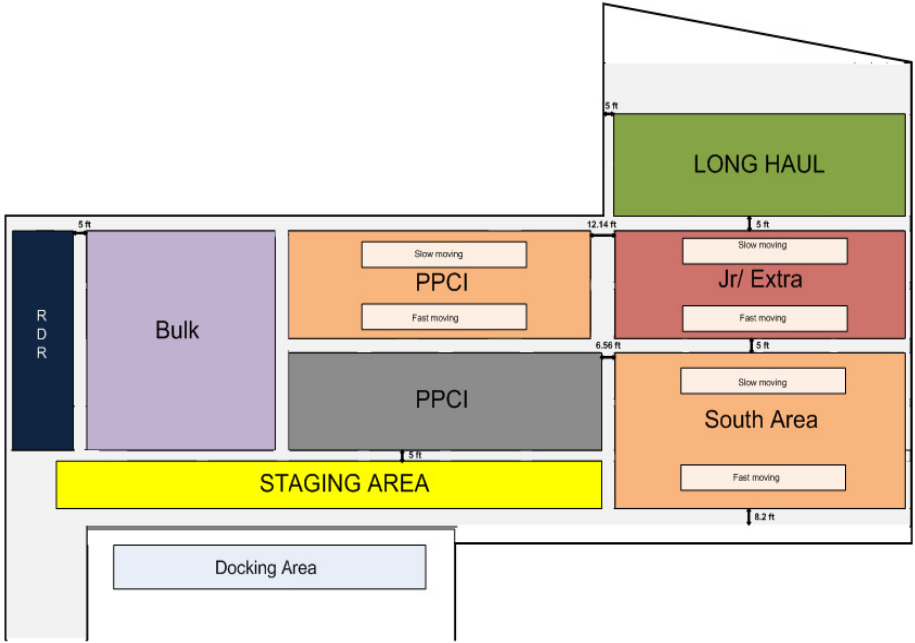 5 ft
LONG HAUL
5 ft
12.14 ft
5 ft
R
D
R
Bulk
Slow moving
PPCI
Fast moving
Slow moving
Jr/ Extra
Fast moving
6.56 ft
5 ft
PPCI
Slow moving
South Area
Fast moving
5 ft
STAGING AREA
8.2 ft
Docking Area